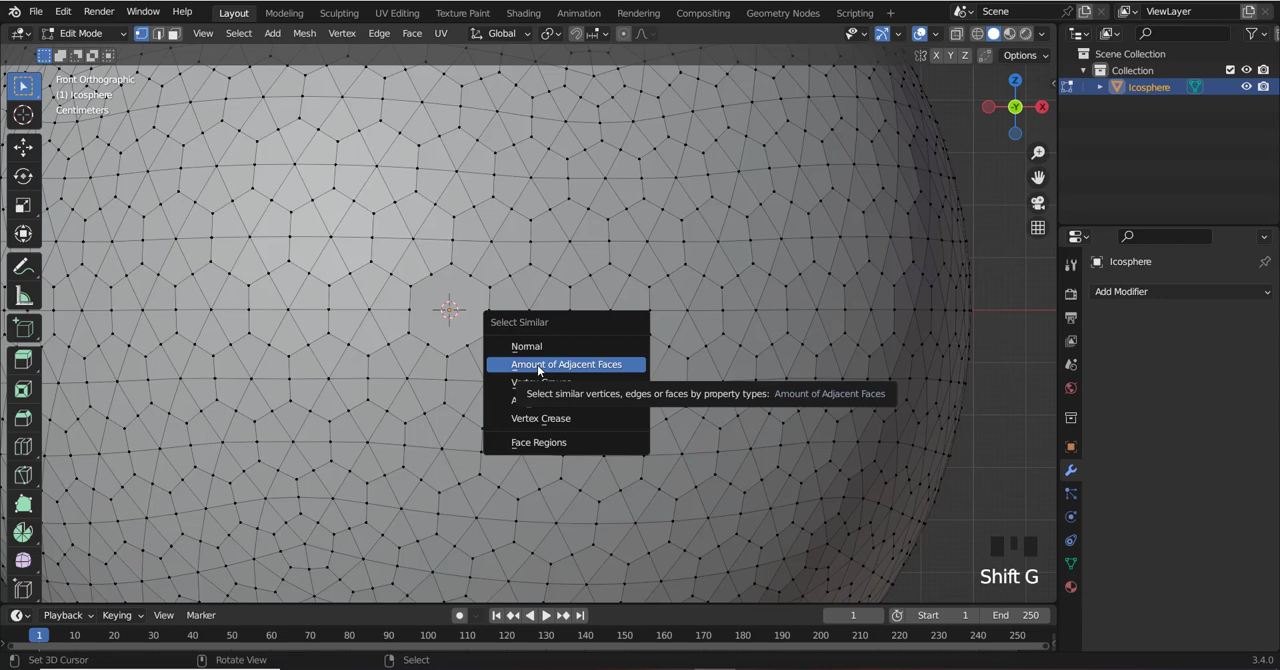 File Edit Render Window Help Layout Modeling Sculpting UV Editing Texture Paint Shading Animation Rendering Compositing Geometry Nodes Scripting Scene ViewLayer
Edit Mode View Select Add Mesh Vertex Edge Face UV Global
X Y Z Options
Front Orthographic
(1) Icosphere
Centimeters
Z
-Y
X
Scene Collection
Collection
Icosphere
Icosphere
Add Modifier
Select Similar
Normal
Amount of Adjacent Faces
Select similar vertices, edges or faces by property types: Amount of Adjacent Faces
Vertex Crease
Face Regions
Shift G
Playback Keying View Marker 1 Start 1 End 250
1 10 20 30 40 50 60 70 80 90 100 110 120 130 140 150 160 170 180 190 200 210 220 230 240 250
Set 3D Cursor Rotate View Select 3.4.0